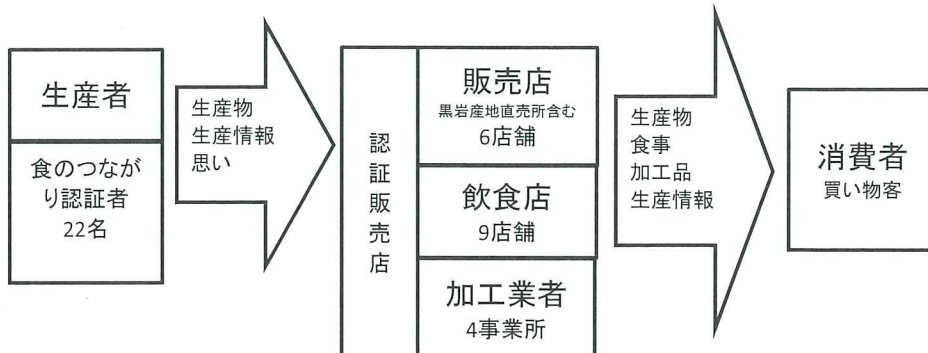 生産者
食のつなが
り認証者
22名
生産物
生産情報
思い
認証販売店
販売店
黒岩産地直売所含む
6店舗
飲食店
9店舗
加工業者
4事業所
生産物
食事
加工品
生産情報
消費者
買い物客